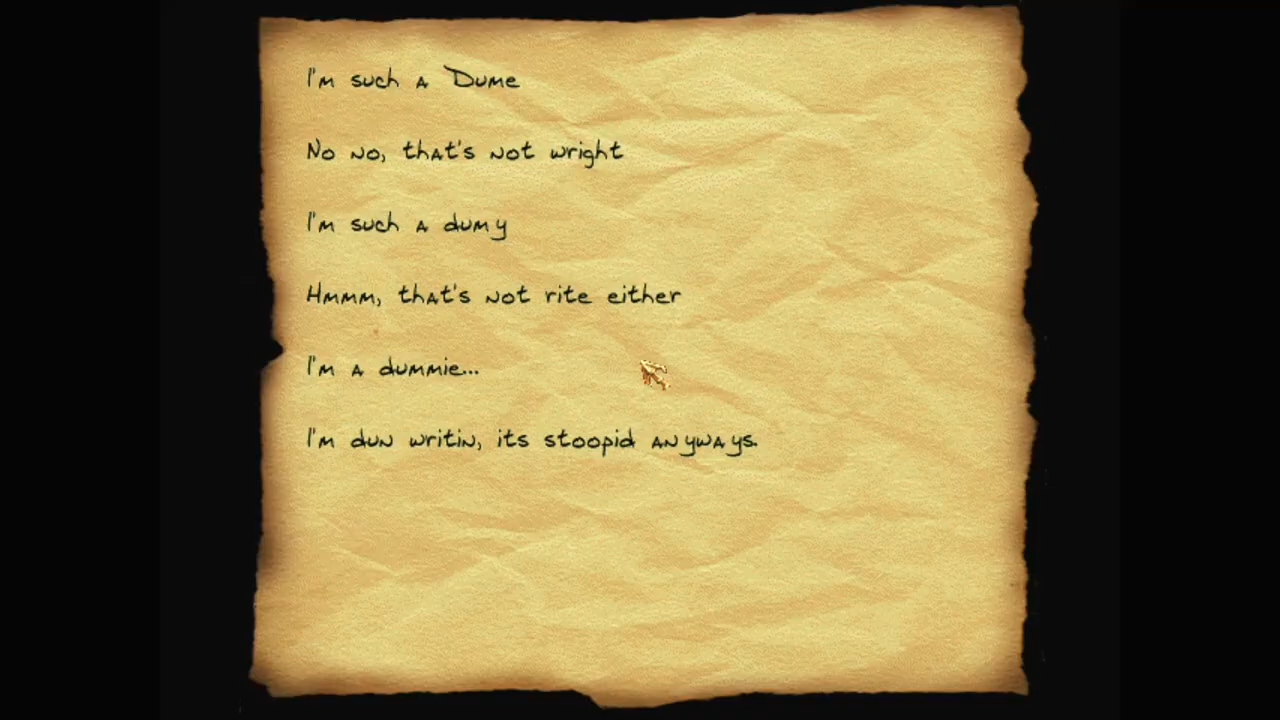 I'm such a Dume
No no, that's not wright
I'm such a dumy
Hmmm, that's not rite either
I'm a dummie...
I'm dun writin, its stoopid anyways.